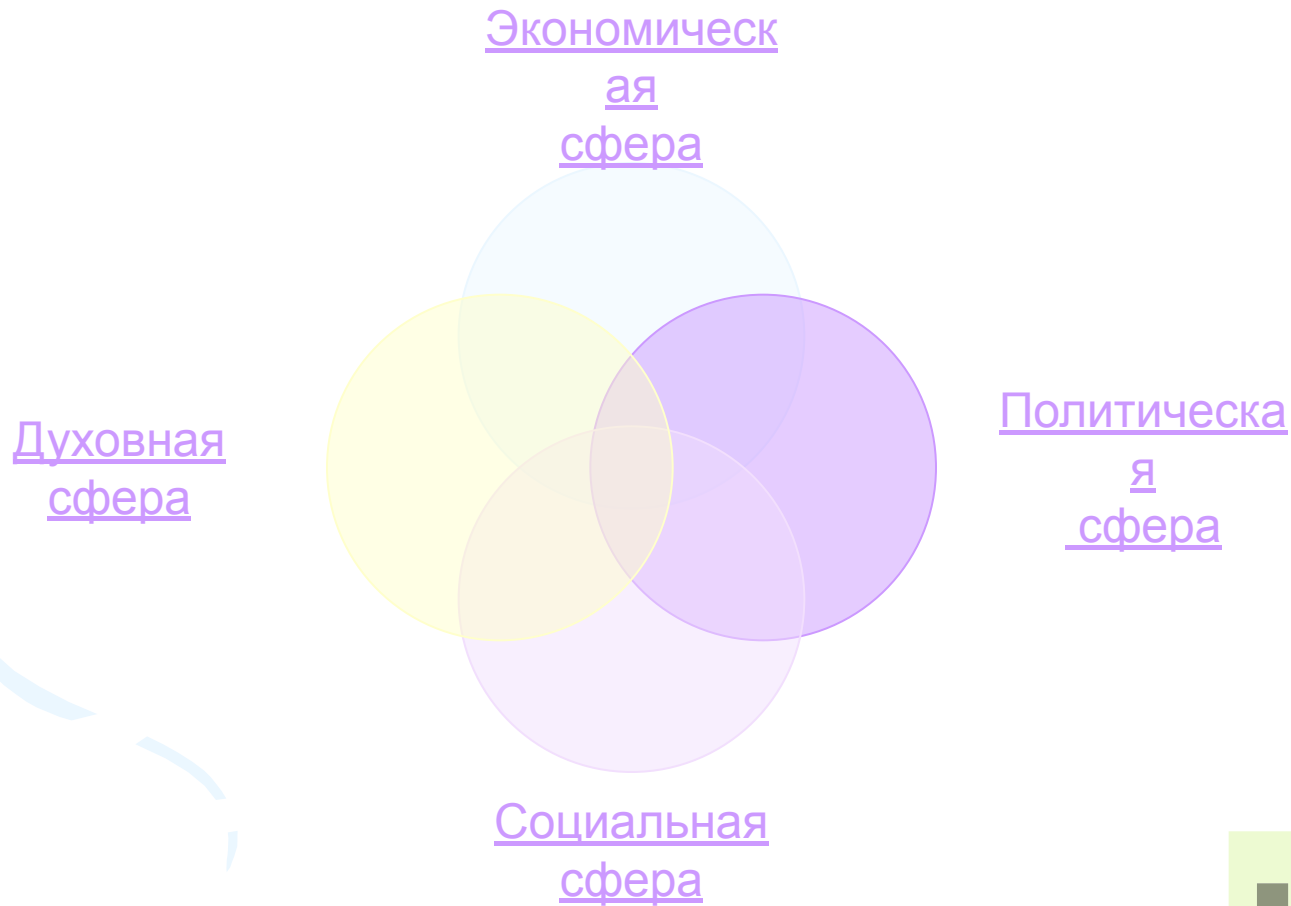 Экономическ
ая
сфера
Духовная
сфера
Политическа
я
сфера
Социальная
сфера